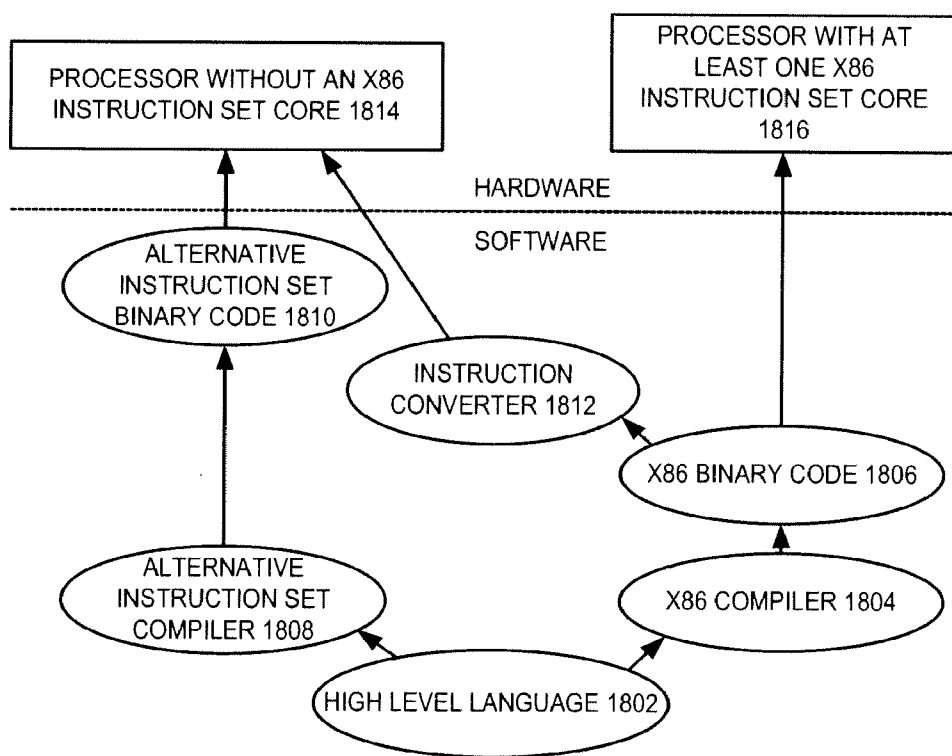 PROCESSOR WITHOUT AN X86
INSTRUCTION SET CORE 1814
PROCESSOR WITH AT
LEAST ONE X86
INSTRUCTION SET CORE
1816
HARDWARE
SOFTWARE
ALTERNATIVE
INSTRUCTION SET
BINARY CODE 1810
INSTRUCTION
CONVERTER 1812
X86 BINARY CODE 1806
ALTERNATIVE
INSTRUCTION SET
COMPILER 1808
X86 COMPILER 1804
HIGH LEVEL LANGUAGE 1802